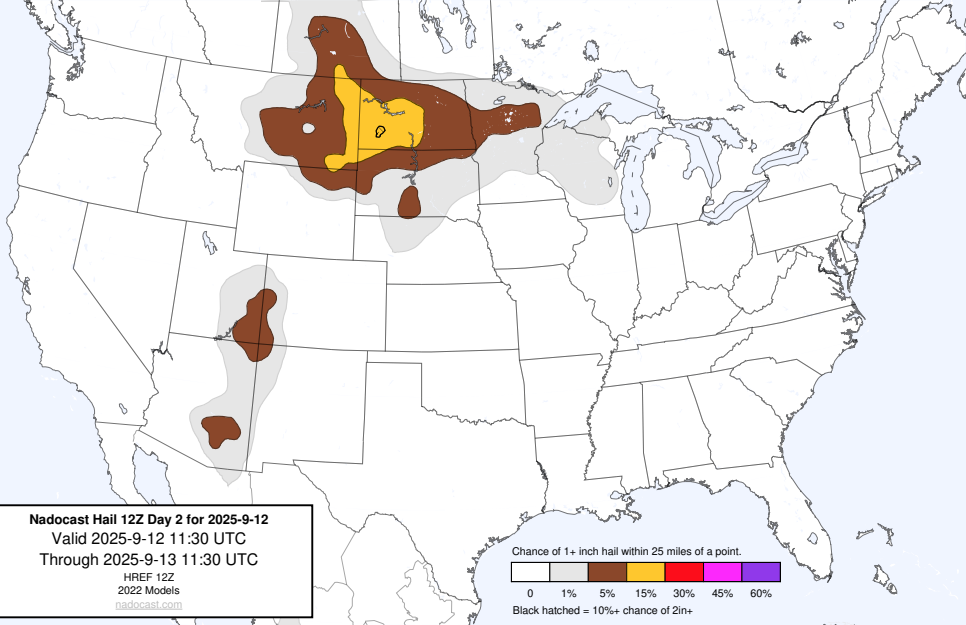 Nadocast Hail 12Z Day 2 for 2025-9-12
Valid 2025-9-12 11:30 UTC
Through 2025-9-13 11:30 UTC
HREF 12Z
2022 Models
nadocast.com
Chance of 1+ inch hail within 25 miles of a point.
0 1% 5% 15% 30% 45% 60%
Black hatched = 10%+ chance of 2in+